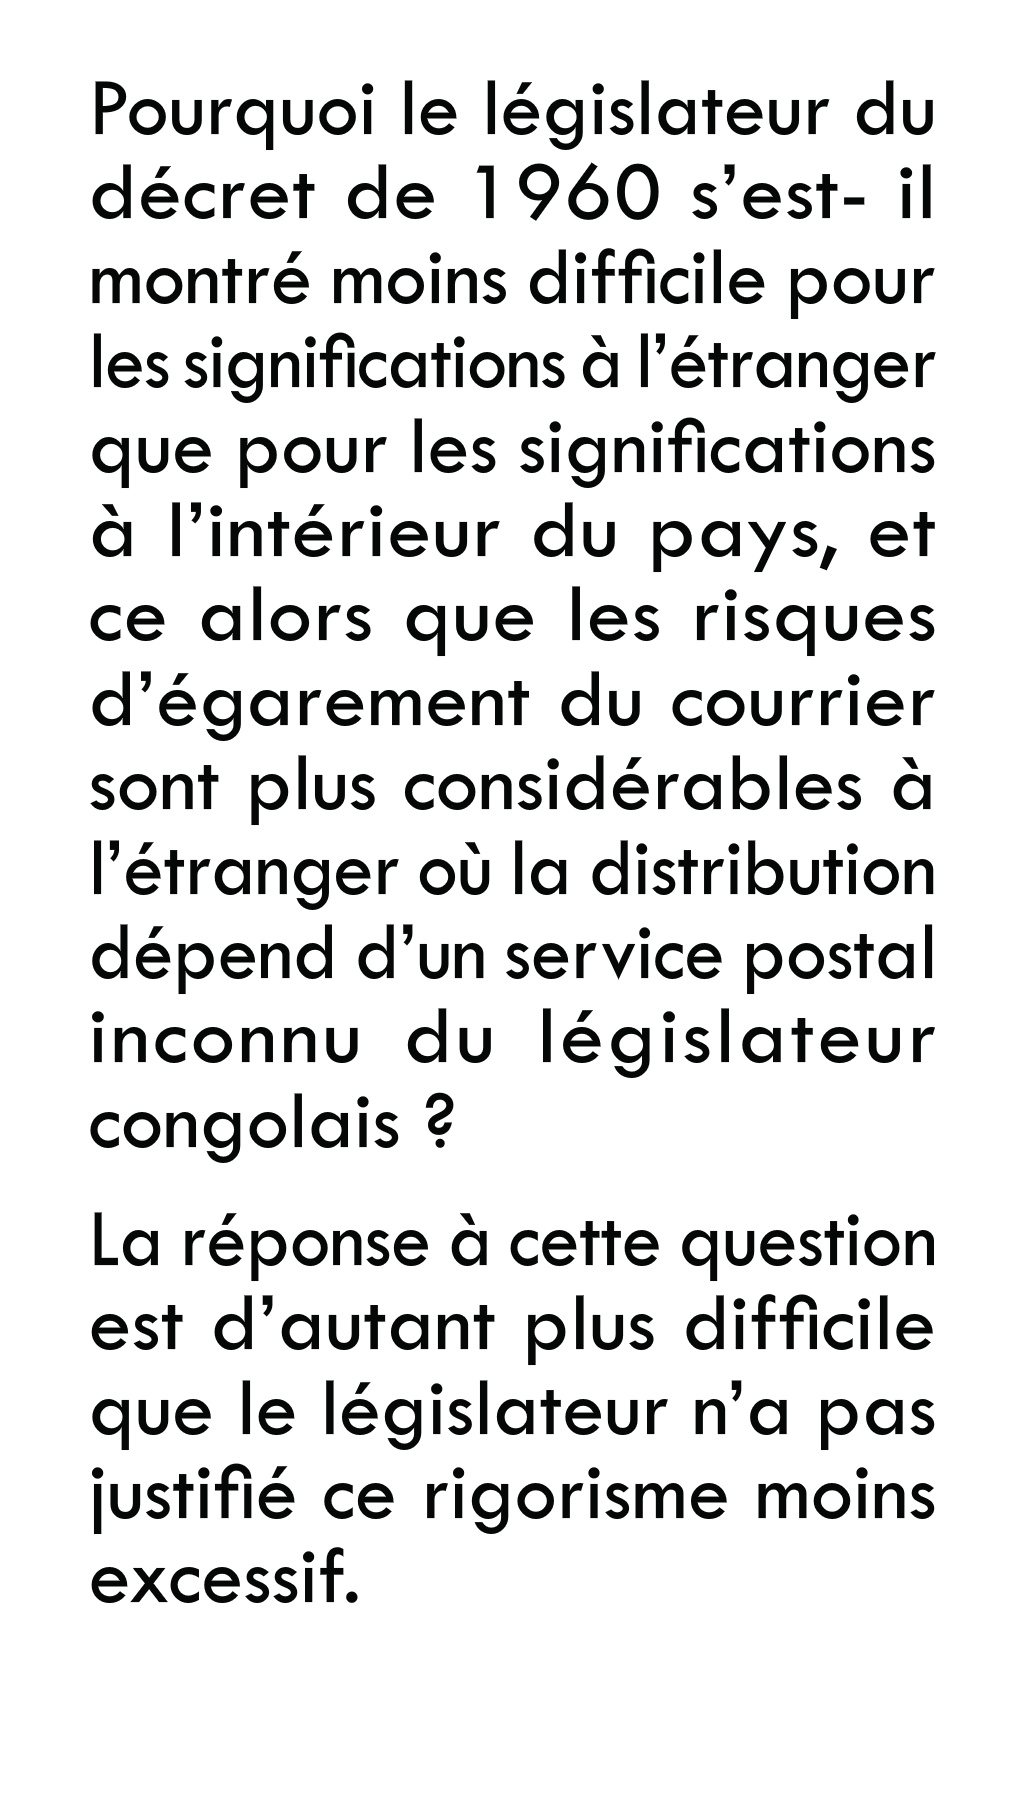 Pourquoi le législateur du
décret de 1960 s’est- il
montré moins difficile pour
les significations à l’étranger
que pour les significations
à l’intérieur du pays, et
ce alors que les risques
d’égarement du courrier
sont plus considérables à
l’étranger où la distribution
dépend d’un service postal
inconnu du législateur
congolais ?
La réponse à cette question
est d’autant plus difficile
que le législateur n’a pas
justifié ce rigorisme moins
excessif.